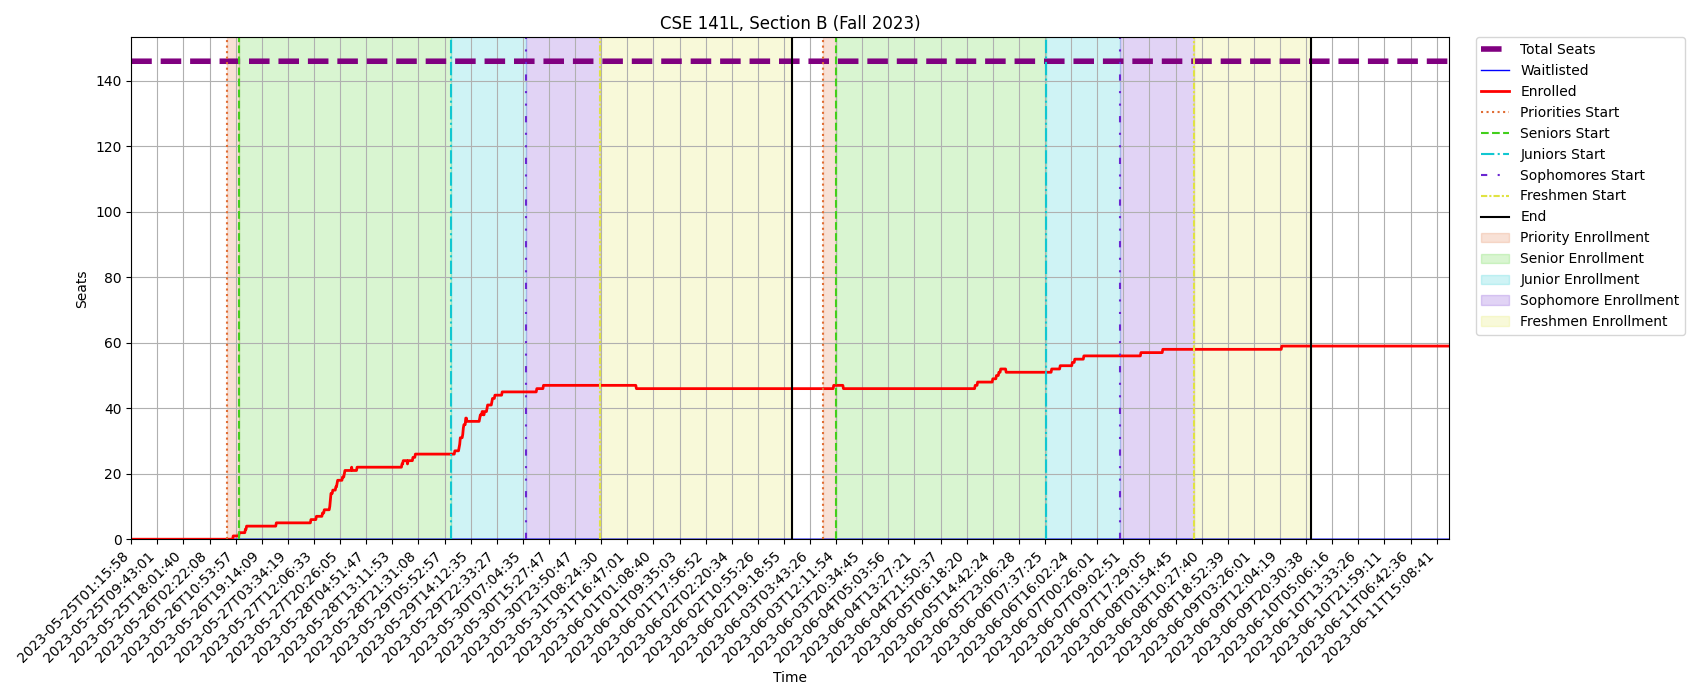 CSE 141L, Section B (Fall 2023)
Total Seats
Waitlisted
Enrolled
Priorities Start
Seniors Start
Juniors Start
Sophomores Start
Freshmen Start
End
Priority Enrollment
Senior Enrollment
Junior Enrollment
Sophomore Enrollment
Freshmen Enrollment
Seats
140
120
100
80
60
40
20
0
2023-05-25T01:15:58
2023-05-25T09:43:01
2023-05-25T18:01:40
2023-05-26T02:22:08
2023-05-26T10:53:57
2023-05-26T19:14:09
2023-05-27T03:34:19
2023-05-27T12:06:33
2023-05-27T20:26:05
2023-05-28T04:51:47
2023-05-28T13:11:53
2023-05-28T21:31:08
2023-05-29T05:52:57
2023-05-29T14:12:35
2023-05-29T22:33:27
2023-05-30T07:04:35
2023-05-30T15:27:47
2023-05-30T23:50:47
2023-05-31T08:24:30
2023-05-31T16:47:01
2023-06-01T01:08:40
2023-06-01T09:35:03
2023-06-01T17:56:52
2023-06-02T02:20:34
2023-06-02T10:55:26
2023-06-02T19:18:55
2023-06-03T03:43:26
2023-06-03T12:11:54
2023-06-03T20:34:45
2023-06-04T05:03:56
2023-06-04T13:27:21
2023-06-04T21:50:37
2023-06-05T06:18:20
2023-06-05T14:42:24
2023-06-05T23:06:28
2023-06-06T07:37:25
2023-06-06T16:02:24
2023-06-07T00:26:01
2023-06-07T09:02:51
2023-06-07T17:29:05
2023-06-08T01:54:45
2023-06-08T10:27:40
2023-06-08T18:52:39
2023-06-09T03:26:01
2023-06-09T12:04:19
2023-06-09T20:30:38
2023-06-10T05:06:16
2023-06-10T13:33:26
2023-06-10T21:59:11
2023-06-11T06:42:36
2023-06-11T15:08:41
Time